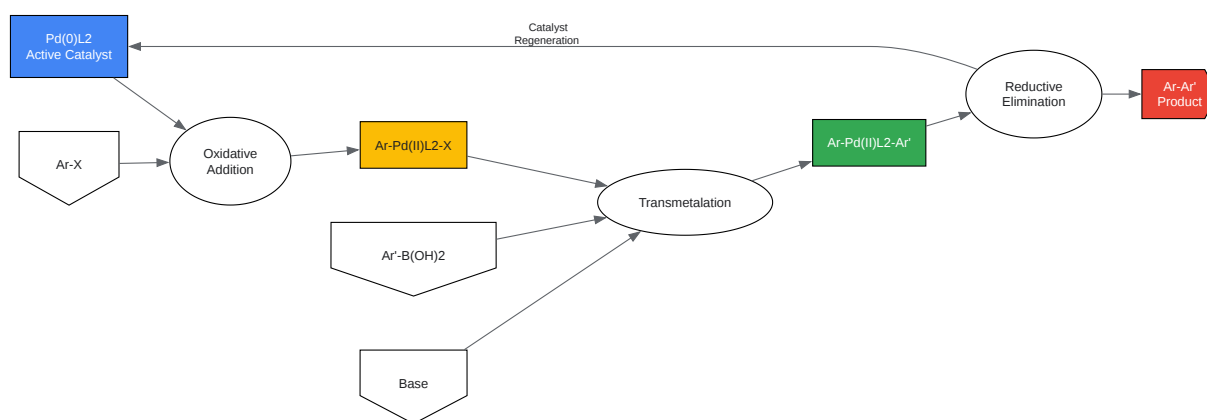 Pd(0)L2
Active Catalyst
Catalyst
Regeneration
Reductive
Elimination
Ar-Ar'
Product
Ar-X
Oxidative
Addition
Ar-Pd(II)L2-X
Ar-Pd(II)L2-Ar'
Transmetalation
Ar'-B(OH)2
Base